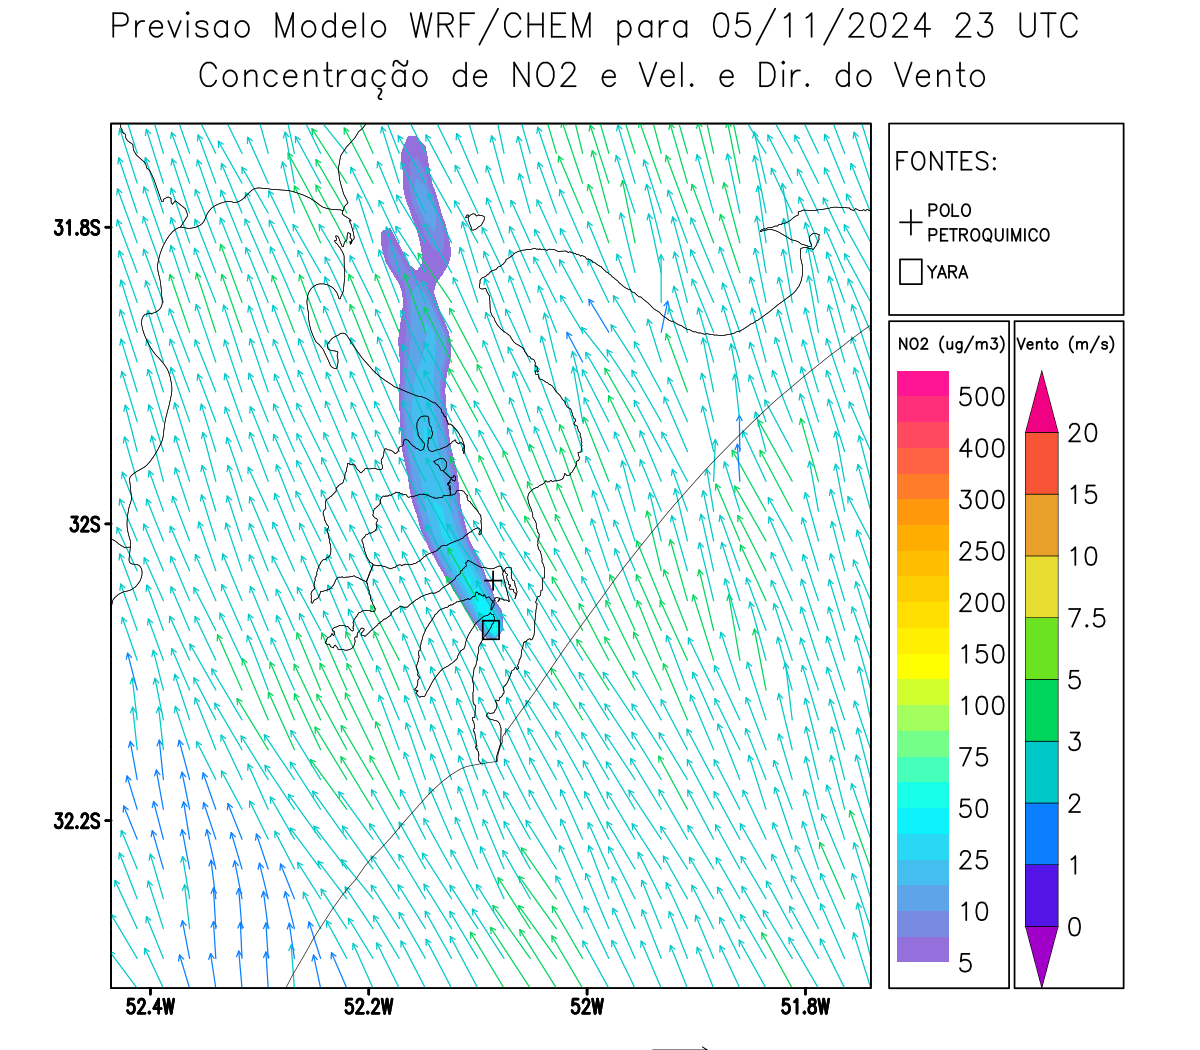 Previsao Modelo WRF/CHEM para 05/11/2024 23 UTC
Concentração de NO2 e Vel. e Dir. do Vento
FONTES:
POLO
PETROQUIMICO
YARA
NO2 (ug/m3)
500
400
300
250
200
150
100
75
50
25
10
5
Vento (m/s)
20
15
10
7.5
5
3
2
1
0
31.8S
32S
32.2S
52.4W
52.2W
52W
51.8W